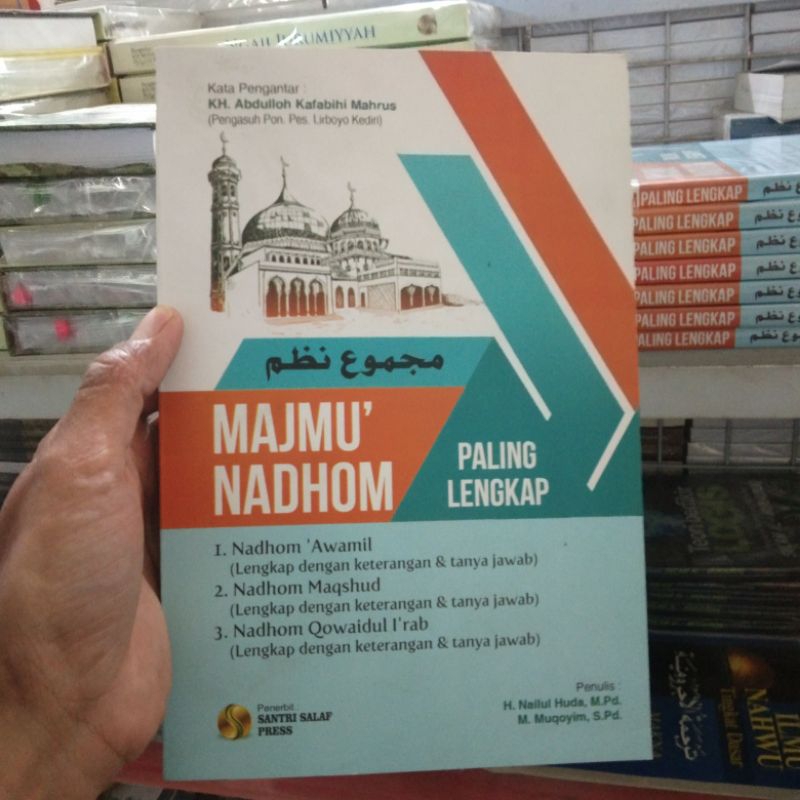 Kata Pengantar :
KH. Abdulloh Kafabihi Mahrus
(Pengasuh Pon. Pes. Lirboyo Kediri)
مجموع نظم
MAJMU'
NADHOM
PALING
LENGKAP
1. Nadhom 'Awamil
(Lengkap dengan keterangan & tanya jawab)
2. Nadhom Maqshud
(Lengkap dengan keterangan & tanya jawab)
3. Nadhom Qowaidul I'rab
(Lengkap dengan keterangan & tanya jawab)
Penulis :
H. Nailul Huda, M.Pd.
M. Muqoyim, S.Pd.
Penerbit :
SANTRI SALAF
PRESS
JURUMIYYAH
PALING LENGKAP
PALING LENGKAP
PALING LENGKAP
PALING LENGKAP
PALING LENGKAP
PALING LENGKAP
PALING LENGKAP
ILMU
NAHWU
Tingkat Dasar